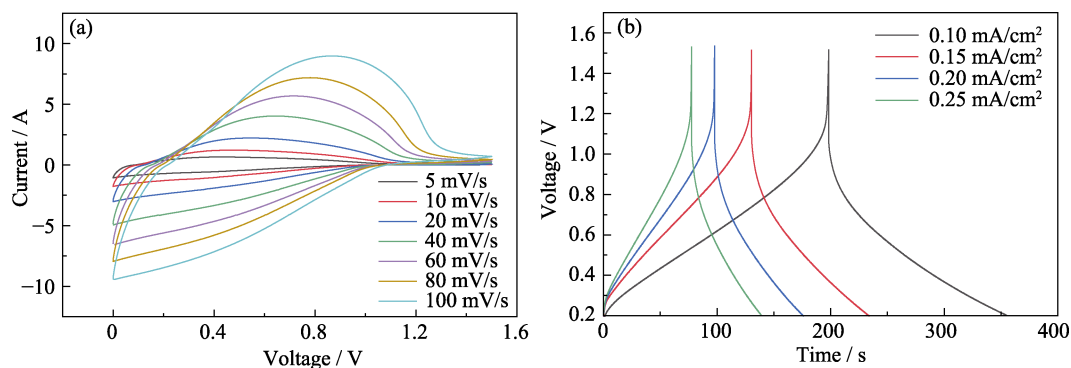 (a)
10
5
0
−5
−10
Current / A
0
0.4
0.8
1.2
1.6
Voltage / V
5 mV/s
10 mV/s
20 mV/s
40 mV/s
60 mV/s
80 mV/s
100 mV/s
(b)
1.6
1.4
1.2
1.0
0.8
0.6
0.4
0.2
Voltage / V
0
100
200
300
400
Time / s
0.10 mA/cm²
0.15 mA/cm²
0.20 mA/cm²
0.25 mA/cm²